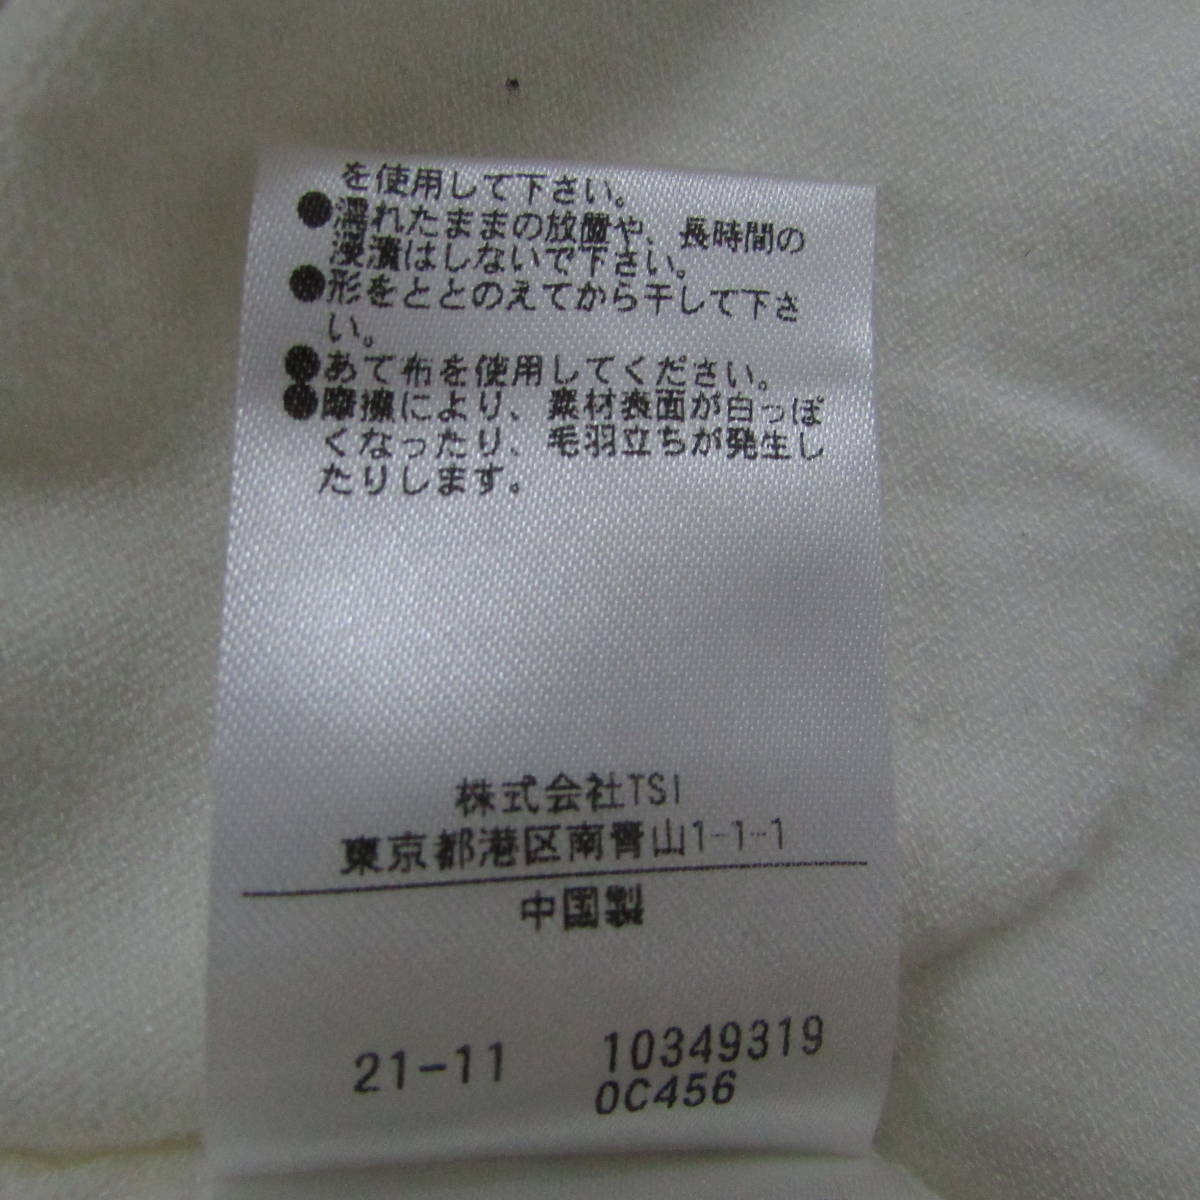 を使用して下さい。
●濡れたままの放置や、長時間の
浸漬はしないで下さい。
●形をととのえてから干して下さ
い。
●あて布を使用してください。
●摩擦により、素材表面が白っぽ
くなったり、毛羽立ちが発生し
たりします。
株式会社TSI
東京都港区南青山1-1-1
中国製
21-11 10349319
0C456